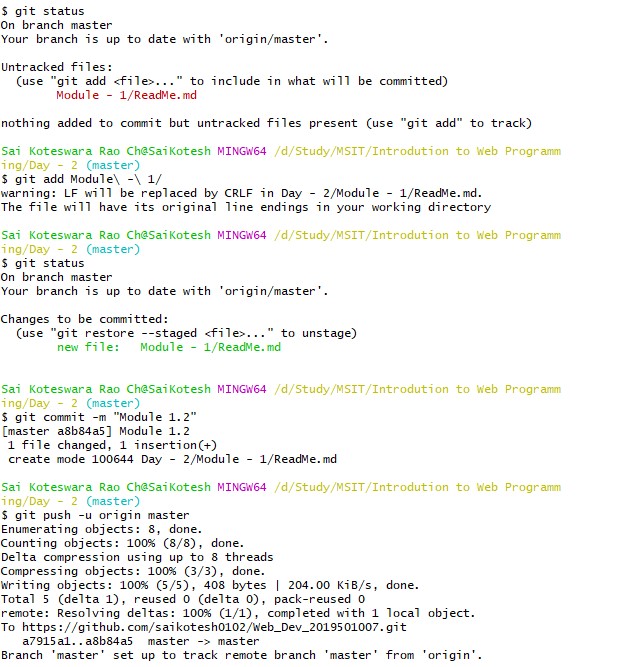 $ git status
On branch master
Your branch is up to date with 'origin/master'.
Untracked files:
(use "git add <file>..." to include in what will be committed)
Module - 1/ReadMe.md
nothing added to commit but untracked files present (use "git add" to track)
Sai Koteswara Rao Ch@SaiKotesh MINGW64 /d/Study/MSIT/Introdution to Web Programm
ing/Day - 2 (master)
$ git add Module\ -\ 1/
warning: LF will be replaced by CRLF in Day - 2/Module - 1/ReadMe.md.
The file will have its original line endings in your working directory
Sai Koteswara Rao Ch@SaiKotesh MINGW64 /d/Study/MSIT/Introdution to Web Programm
ing/Day - 2 (master)
$ git status
On branch master
Your branch is up to date with 'origin/master'.
Changes to be committed:
(use "git restore --staged <file>..." to unstage)
new file:   Module - 1/ReadMe.md
Sai Koteswara Rao Ch@SaiKotesh MINGW64 /d/Study/MSIT/Introdution to Web Programm
ing/Day - 2 (master)
$ git commit -m "Module 1.2"
[master a8b84a5] Module 1.2
1 file changed, 1 insertion(+)
create mode 100644 Day - 2/Module - 1/ReadMe.md
Sai Koteswara Rao Ch@SaiKotesh MINGW64 /d/Study/MSIT/Introdution to Web Programm
ing/Day - 2 (master)
$ git push -u origin master
Enumerating objects: 8, done.
Counting objects: 100% (8/8), done.
Delta compression using up to 8 threads
Compressing objects: 100% (3/3), done.
Writing objects: 100% (5/5), 408 bytes | 204.00 KiB/s, done.
Total 5 (delta 1), reused 0 (delta 0), pack-reused 0
remote: Resolving deltas: 100% (1/1), completed with 1 local object.
To https://github.com/saikotesh0102/Web_Dev_2019501007.git
a7915a1..a8b84a5  master -> master
Branch 'master' set up to track remote branch 'master' from 'origin'.